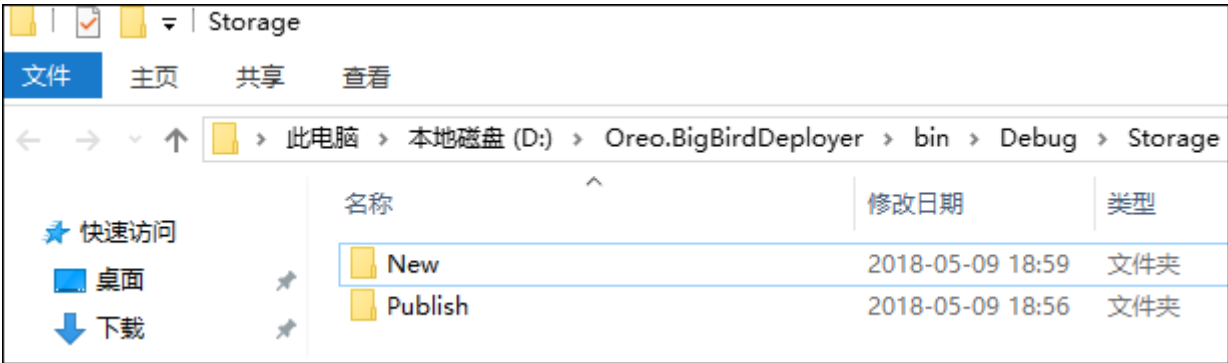 Storage
文件 主页 共享 查看
此电脑 > 本地磁盘 (D:) > Oreo.BigBirdDeployer > bin > Debug > Storage
名称 修改日期 类型
快速访问
New 2018-05-09 18:59 文件夹
桌面
Publish 2018-05-09 18:56 文件夹
下载